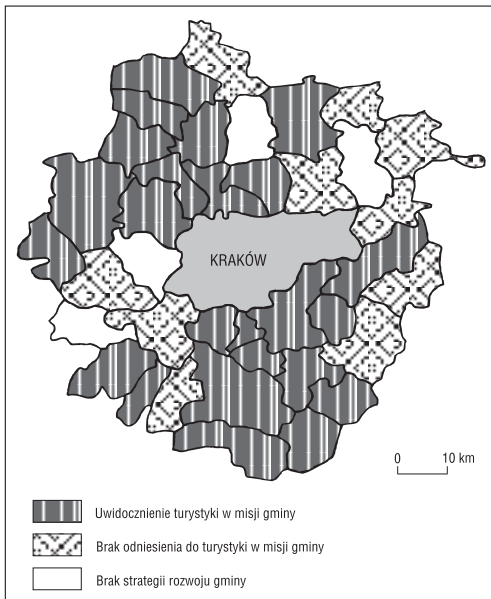 KRAKÓW
0 10 km
Uwidocznienie turystyki w misji gminy
Brak odniesienia do turystyki w misji gminy
Brak strategii rozwoju gminy